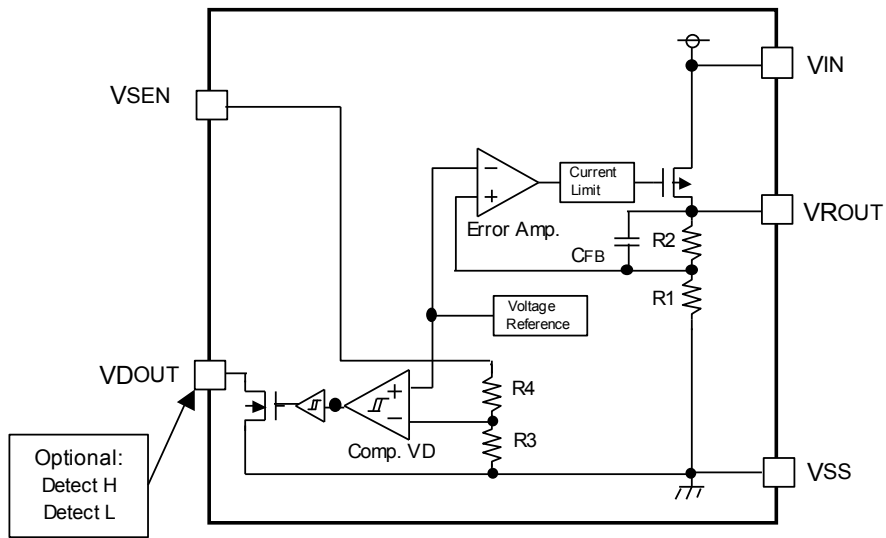 VIN
VSEN
Current
Limit
−
+
Error Amp.
VROUT
R2
CFB
R1
Voltage
Reference
VDOUT
R4
+
−
R3
Comp. VD
Optional:
Detect H
Detect L
VSS